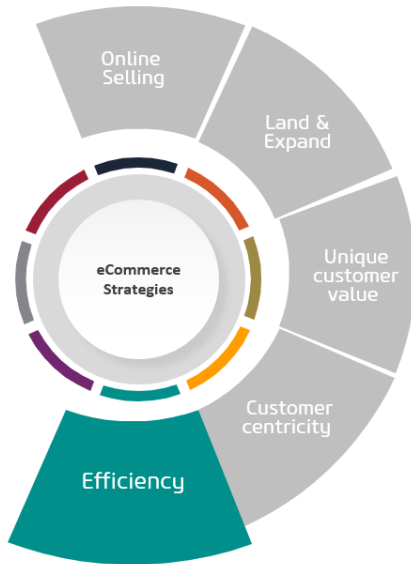 Online
Selling
Land &
Expand
Unique
customer
value
Customer
centricity
Efficiency
eCommerce
Strategies